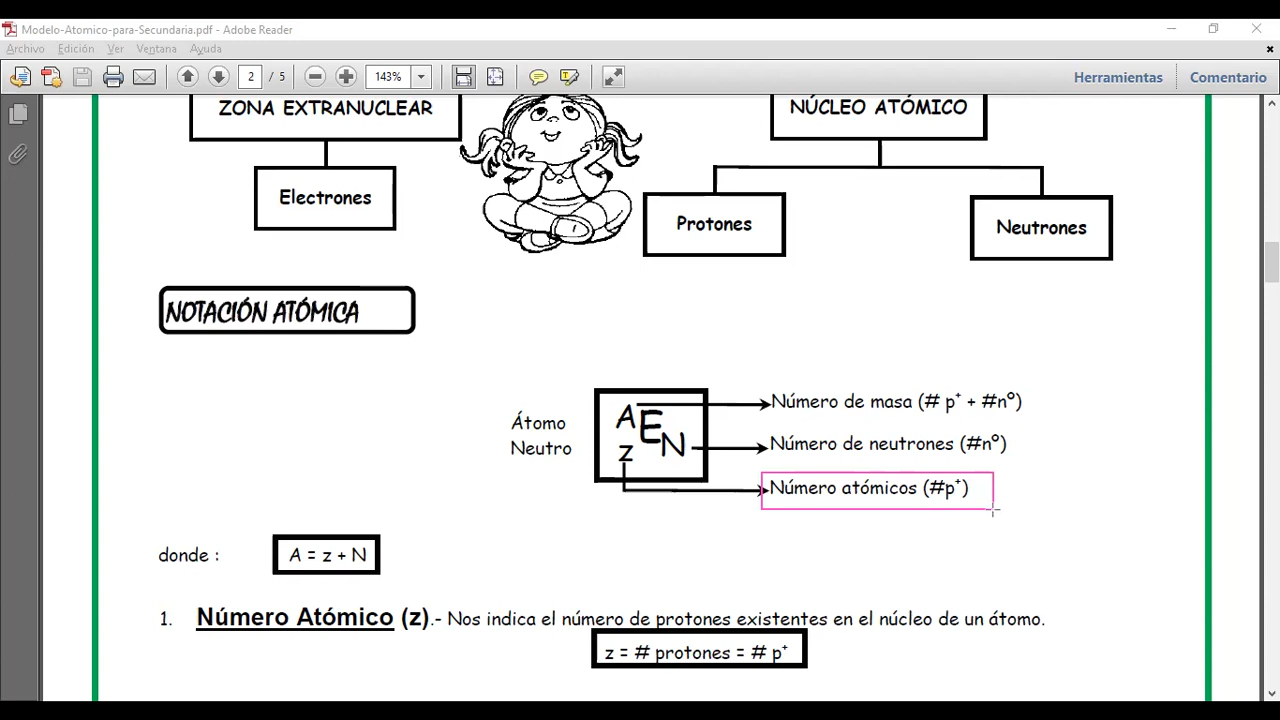 Modelo-Atomico-para-Secundaria.pdf - Adobe Reader
Archivo Edición Ver Ventana Ayuda
2 / 5 143% Herramientas Comentario
ZONA EXTRANUCLEAR
NÚCLEO ATÓMICO
Electrones
Protones
Neutrones
NOTACIÓN ATÓMICA
Átomo
Neutro
A
E
z
N
Número de masa (# p⁺ + #nº)
Número de neutrones (#nº)
Número atómicos (#p⁺)
donde : A = z + N
1. Número Atómico (z).- Nos indica el número de protones existentes en el núcleo de un átomo.
z = # protones = # p⁺